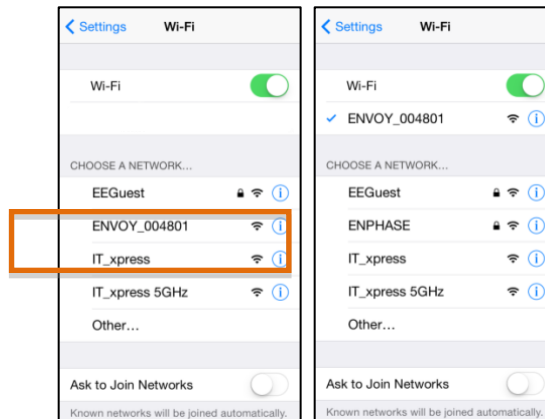 Settings Wi-Fi
Wi-Fi
CHOOSE A NETWORK...
EEGuest
ENVOY_004801
IT_xpress
IT_xpress 5GHz
Other...
Ask to Join Networks
Known networks will be joined automatically.
Settings Wi-Fi
Wi-Fi
ENVOY_004801
CHOOSE A NETWORK...
EEGuest
ENPHASE
IT_xpress
IT_xpress 5GHz
Other...
Ask to Join Networks
Known networks will be joined automatically.